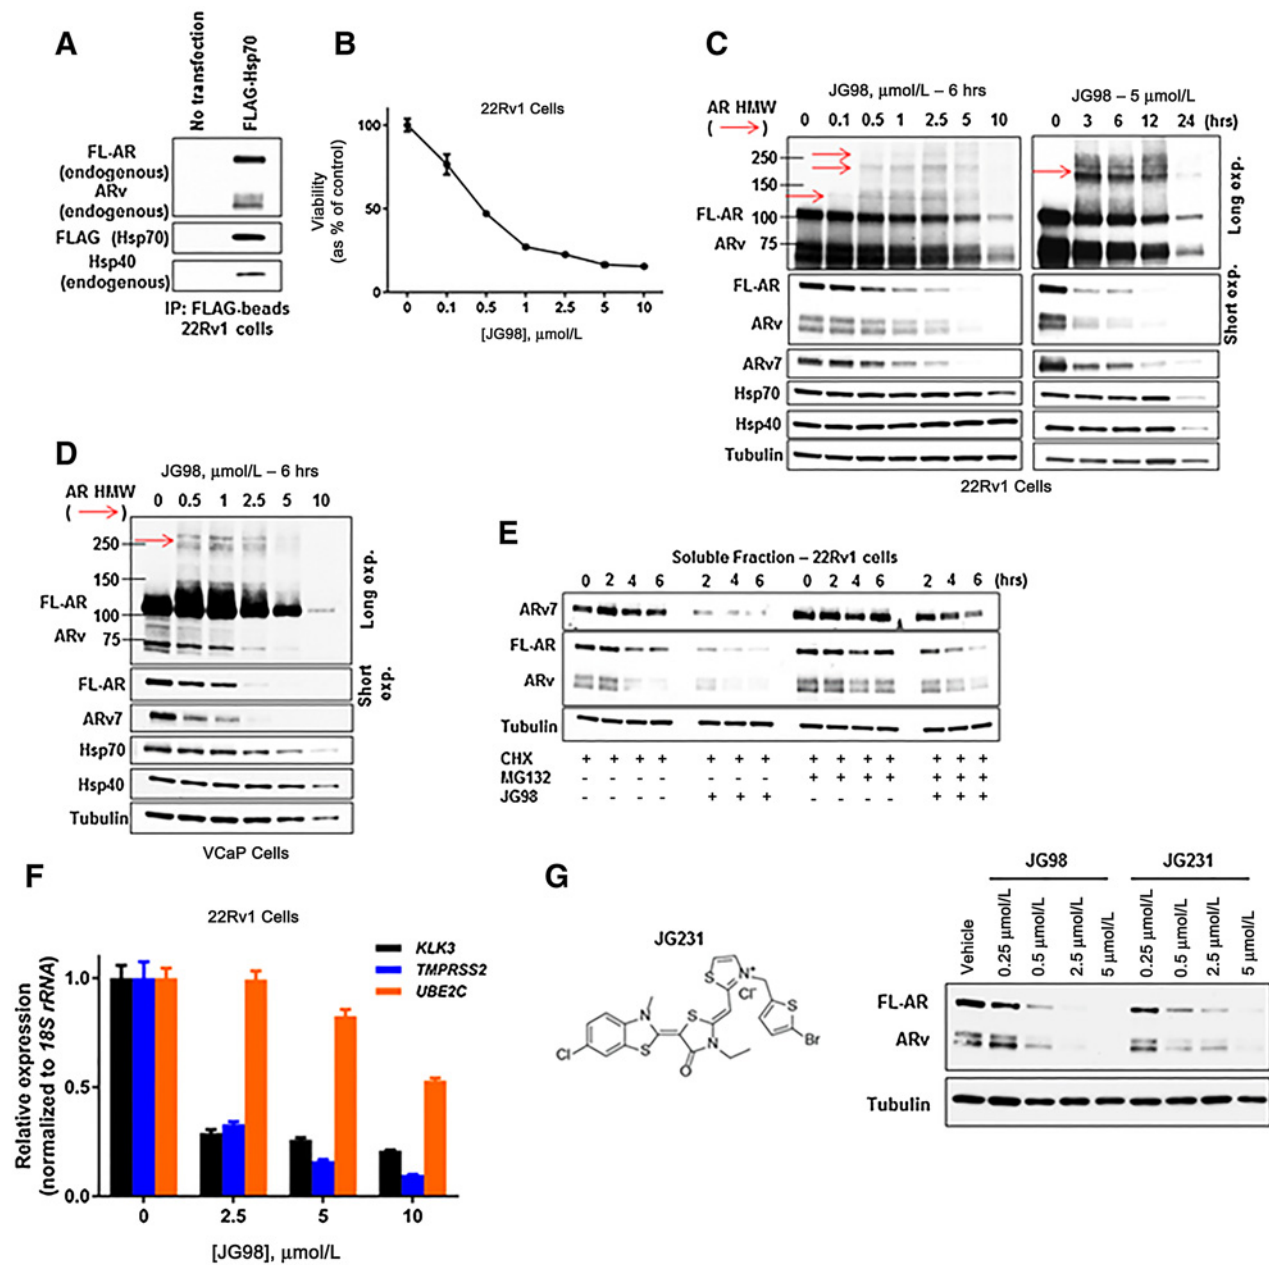 A
No transfection
FLAG-Hsp70
FL-AR
(endogenous)
ARv
(endogenous)
FLAG (Hsp70)
Hsp40
(endogenous)
IP: FLAG-beads
22Rv1 cells
B
22Rv1 Cells
Viability
(as % of control)
100
50
0
0 0.1 0.5 1 2.5 5 10
[JG98], μmol/L
C
JG98, μmol/L – 6 hrs
JG98 – 5 μmol/L
AR HMW
( )
0 0.1 0.5 1 2.5 5 10
0 3 6 12 24 (hrs)
250
150
FL-AR 100
ARv 75
Long exp.
FL-AR
ARv
Short exp.
ARv7
Hsp70
Hsp40
Tubulin
22Rv1 Cells
D
JG98, μmol/L – 6 hrs
AR HMW
( )
0 0.5 1 2.5 5 10
250
150
FL-AR
100
ARv 75
Long exp.
FL-AR
Short
exp.
ARv7
Hsp70
Hsp40
Tubulin
VCaP Cells
E
Soluble Fraction – 22Rv1 cells
0 2 4 6 2 4 6 0 2 4 6 2 4 6 (hrs)
ARv7
FL-AR
ARv
Tubulin
CHX + + + + + + + + + + + + + +
MG132 - - - - - - - + + + + + + +
JG98 - - - - + + + - - - - + + +
F
22Rv1 Cells
KLK3
TMPRSS2
UBE2C
Relative expression
(normalized to 18S rRNA)
1.0
0.5
0.0
0 2.5 5 10
[JG98], μmol/L
G
JG231
S
N+
Cl-
S
Br
N
S
S
N
O
Cl
JG98
JG231
Vehicle
0.25 μmol/L
0.5 μmol/L
2.5 μmol/L
5 μmol/L
0.25 μmol/L
0.5 μmol/L
2.5 μmol/L
5 μmol/L
FL-AR
ARv
Tubulin